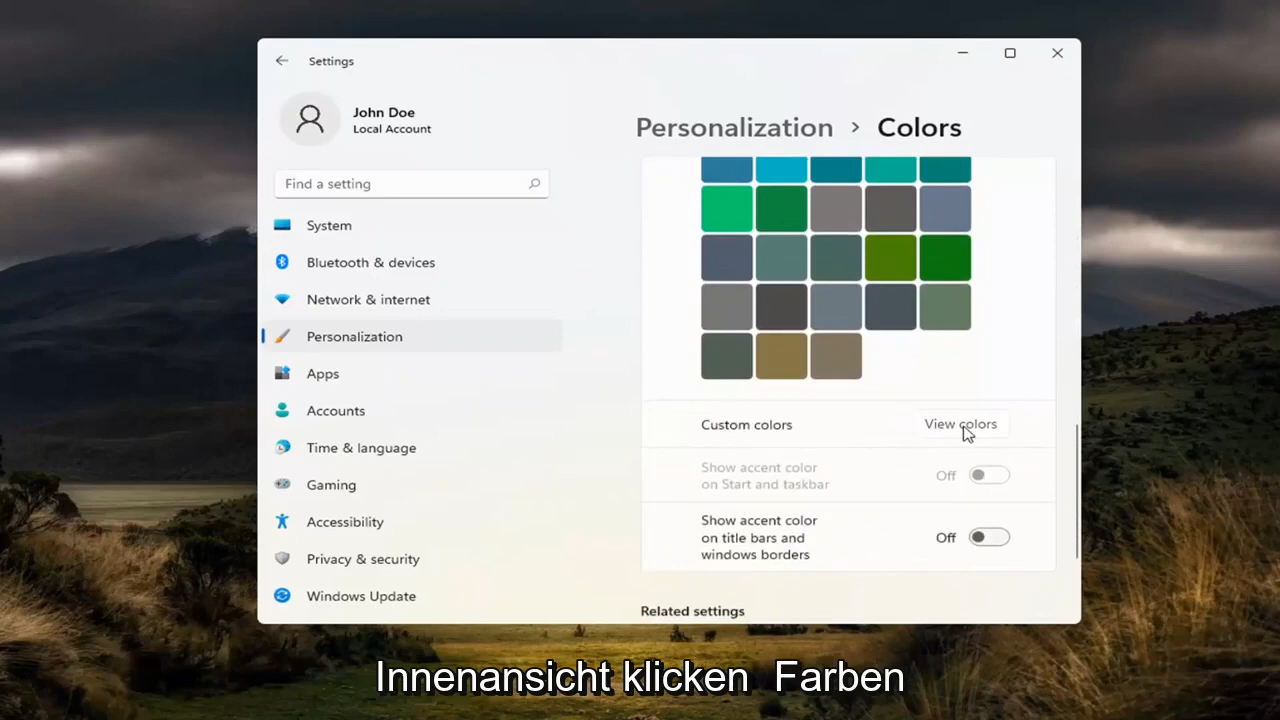 Settings
John Doe
Local Account
Find a setting
System
Bluetooth & devices
Network & internet
Personalization
Apps
Accounts
Time & language
Gaming
Accessibility
Privacy & security
Windows Update
Personalization > Colors
Custom colors
View colors
Show accent color
on Start and taskbar
Off
Show accent color
on title bars and
windows borders
Off
Related settings
Innenansicht klicken Farben